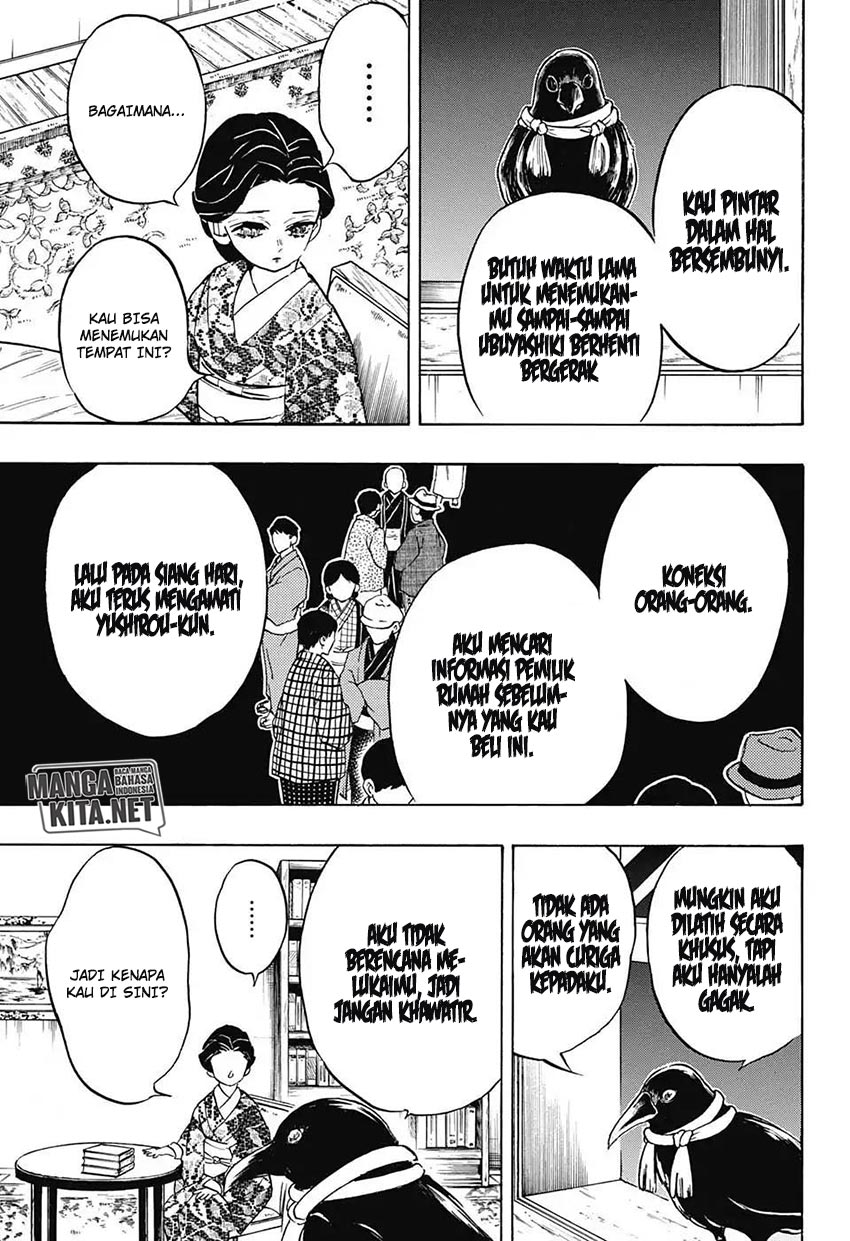 KAU PINTAR
DALAM HAL
BERSEMBUNYI.
BUTUH WAKTU LAMA
UNTUK MENEMUKAN-
MU SAMPAI-SAMPAI
UBUYASHIKI BERHENTI
BERGERAK
......
BAGAIMANA...
KAU BISA
MENEMUKAN
TEMPAT INI?
KONEKSI
ORANG-ORANG.
AKU MENCARI
INFORMASI PEMILIK
RUMAH SEBELUM-
NYA YANG KAU
BELI INI.
LALU PADA SIANG HARI,
AKU TERUS MENGAMATI
YUSHIROU-KUN.
MANGA
KITA.NET
BACA MANGA
BAHASA
INDONESIA
MUNGKIN AKU
DILATIH SECARA
KHUSUS, TAPI
AKU HANYALAH
GAGAK.
TIDAK ADA
ORANG YANG
AKAN CURIGA
KEPADAKU.
AKU TIDAK
BERENCANA ME-
LUKAIMU, JADI
JANGAN KHAWATIR.
......
JADI KENAPA
KAU DI SINI?